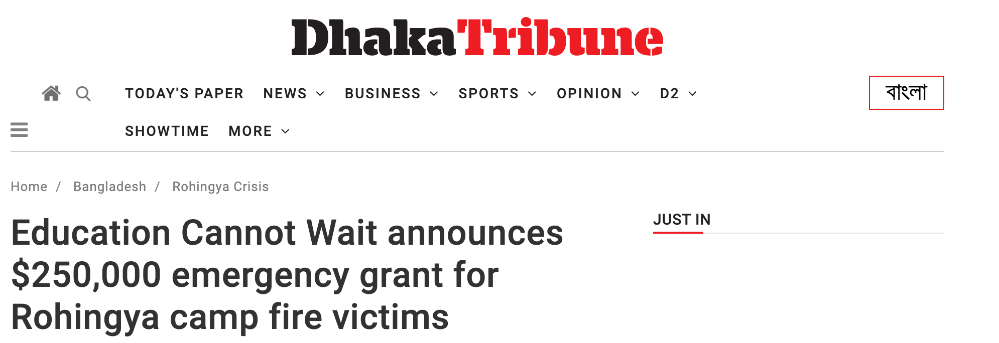 DhakaTribune
TODAY'S PAPER NEWS BUSINESS SPORTS OPINION D2 বাংলা
SHOWTIME MORE
Home / Bangladesh / Rohingya Crisis
Education Cannot Wait announces
$250,000 emergency grant for
Rohingya camp fire victims
JUST IN